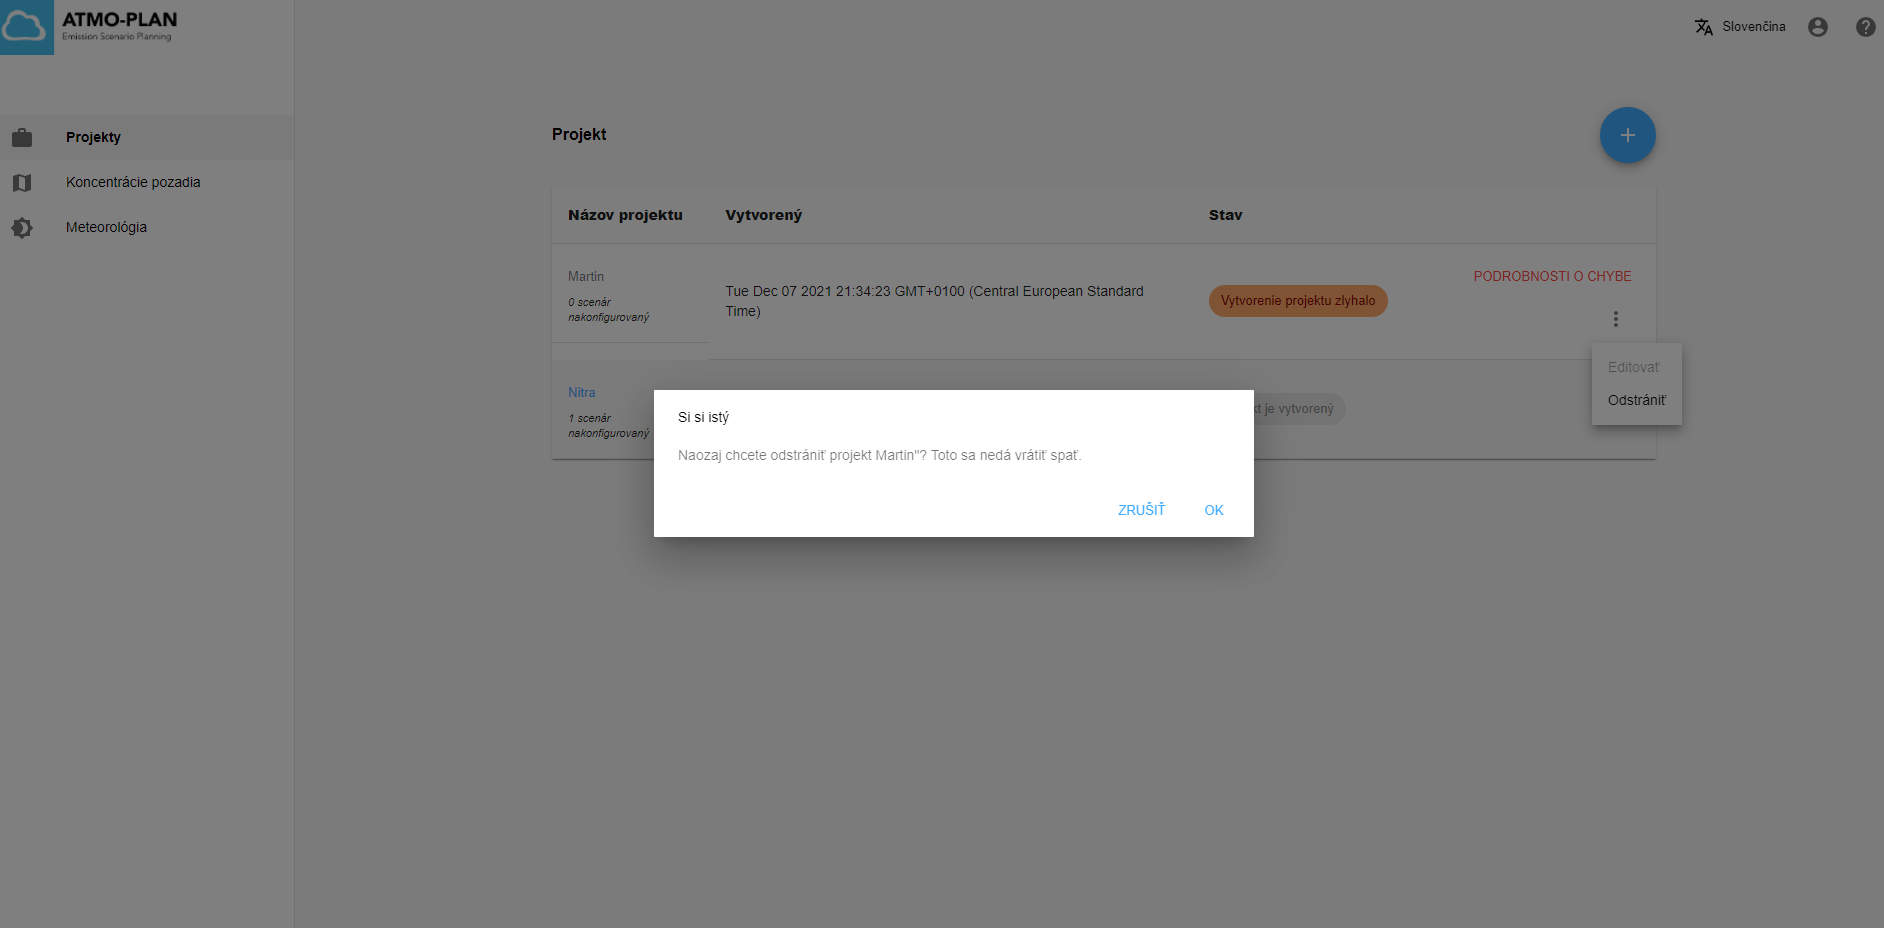 ATMO-PLAN
Emission Scenario Planning
Slovenčina
Projekty
Koncentrácie pozadia
Meteorológia
Projekt
Názov projektu
Vytvorený
Stav
Martin
0 scenár
nakonfigurovaný
Tue Dec 07 2021 21:34:23 GMT+0100 (Central European Standard
Time)
Vytvorenie projektu zlyhalo
PODROBNOSTI O CHYBE
Editovať
Odstrániť
Nitra
1 scenár
nakonfigurovaný
je vytvorený
Si si istý
Naozaj chcete odstrániť projekt Martin"? Toto sa nedá vrátiť spať.
ZRUŠIŤ
OK